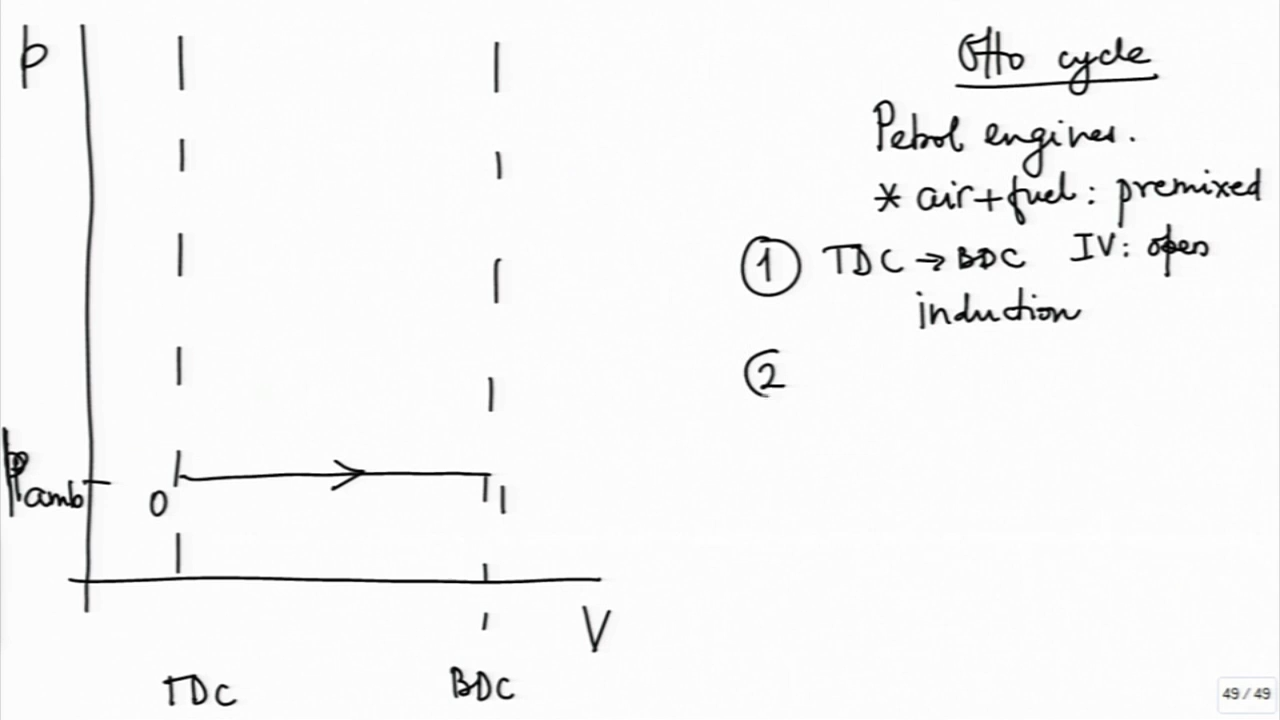 p
Otto cycle
Petrol engines.
* air+fuel: premixed
① TDC → BDC IV: open
induction
②
Pamb
0
1
V
TDC
BDC
49 / 49